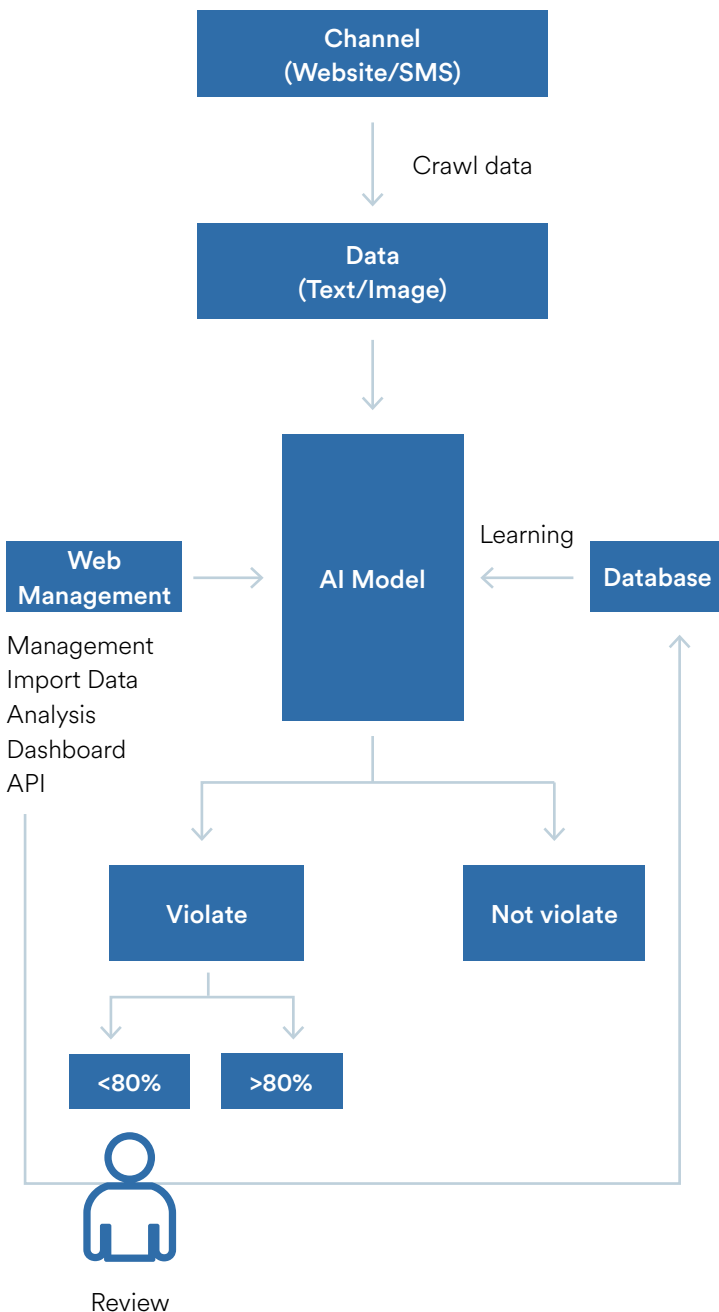 Channel
(Website/SMS)
Crawl data
Data
(Text/Image)
Web
Management
Management
Import Data
Analysis
Dashboard
API
AI Model
Learning
Database
Violate
Not violate
<80%
>80%
Review